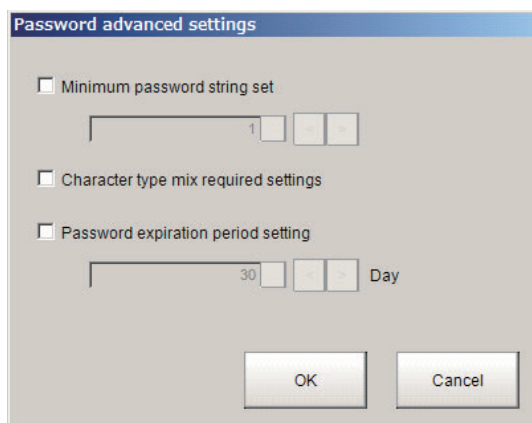 Password advanced settings
Minimum password string set
1 < >
Character type mix required settings
Password expiration period setting
30 < > Day
OK Cancel